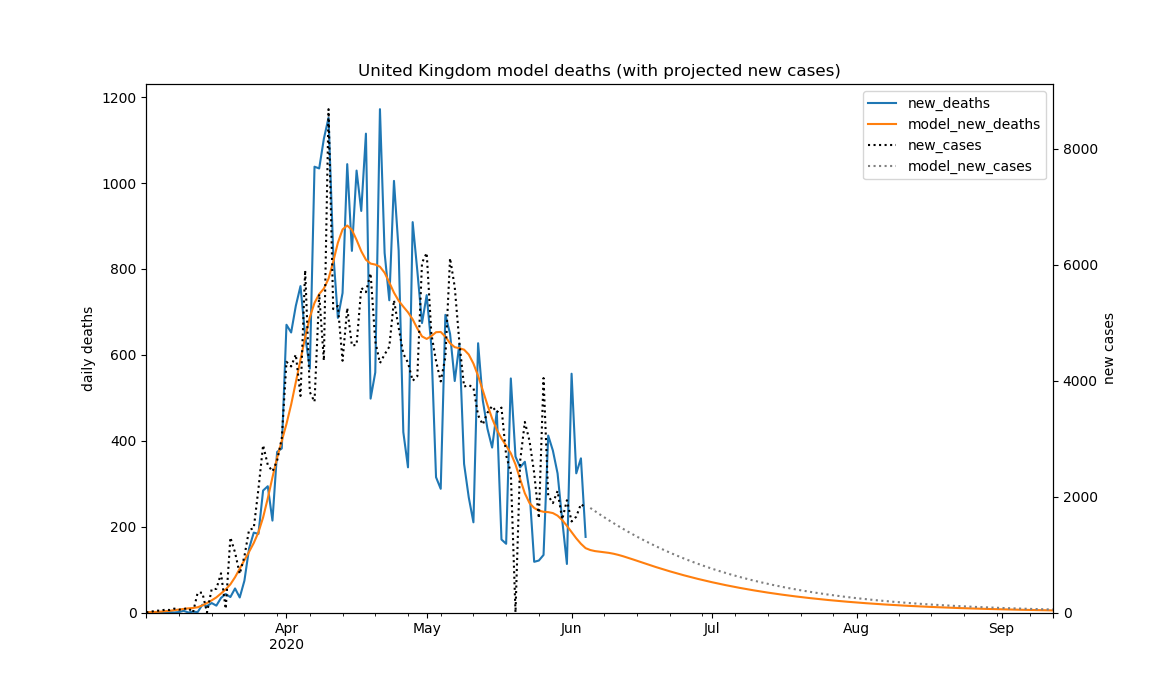 United Kingdom model deaths (with projected new cases)
new_deaths
model_new_deaths
new_cases
model_new_cases
daily deaths
1200
1000
800
600
400
200
0
new cases
8000
6000
4000
2000
0
Apr
2020
May
Jun
Jul
Aug
Sep